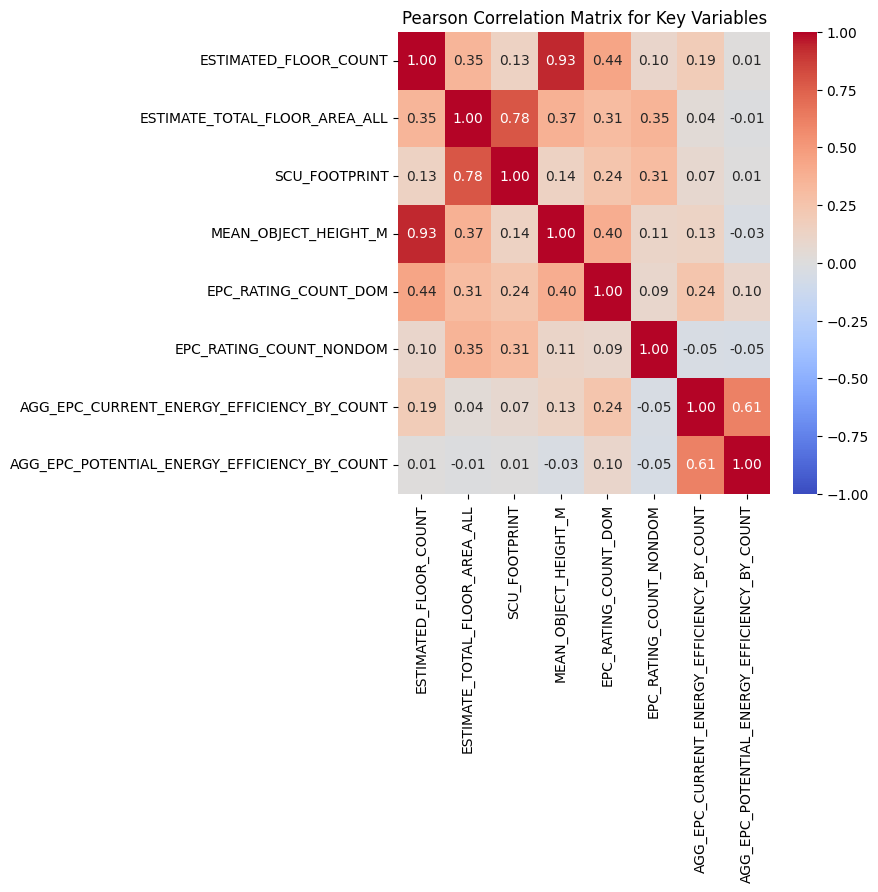 Pearson Correlation Matrix for Key Variables
ESTIMATED_FLOOR_COUNT 1.00 0.35 0.13 0.93 0.44 0.10 0.19 0.01
ESTIMATE_TOTAL_FLOOR_AREA_ALL 0.35 1.00 0.78 0.37 0.31 0.35 0.04 -0.01
SCU_FOOTPRINT 0.13 0.78 1.00 0.14 0.24 0.31 0.07 0.01
MEAN_OBJECT_HEIGHT_M 0.93 0.37 0.14 1.00 0.40 0.11 0.13 -0.03
EPC_RATING_COUNT_DOM 0.44 0.31 0.24 0.40 1.00 0.09 0.24 0.10
EPC_RATING_COUNT_NONDOM 0.10 0.35 0.31 0.11 0.09 1.00 -0.05 -0.05
AGG_EPC_CURRENT_ENERGY_EFFICIENCY_BY_COUNT 0.19 0.04 0.07 0.13 0.24 -0.05 1.00 0.61
AGG_EPC_POTENTIAL_ENERGY_EFFICIENCY_BY_COUNT 0.01 -0.01 0.01 -0.03 0.10 -0.05 0.61 1.00
ESTIMATED_FLOOR_COUNT
ESTIMATE_TOTAL_FLOOR_AREA_ALL
SCU_FOOTPRINT
MEAN_OBJECT_HEIGHT_M
EPC_RATING_COUNT_DOM
EPC_RATING_COUNT_NONDOM
AGG_EPC_CURRENT_ENERGY_EFFICIENCY_BY_COUNT
AGG_EPC_POTENTIAL_ENERGY_EFFICIENCY_BY_COUNT
1.00
0.75
0.50
0.25
0.00
−0.25
−0.50
−0.75
−1.00